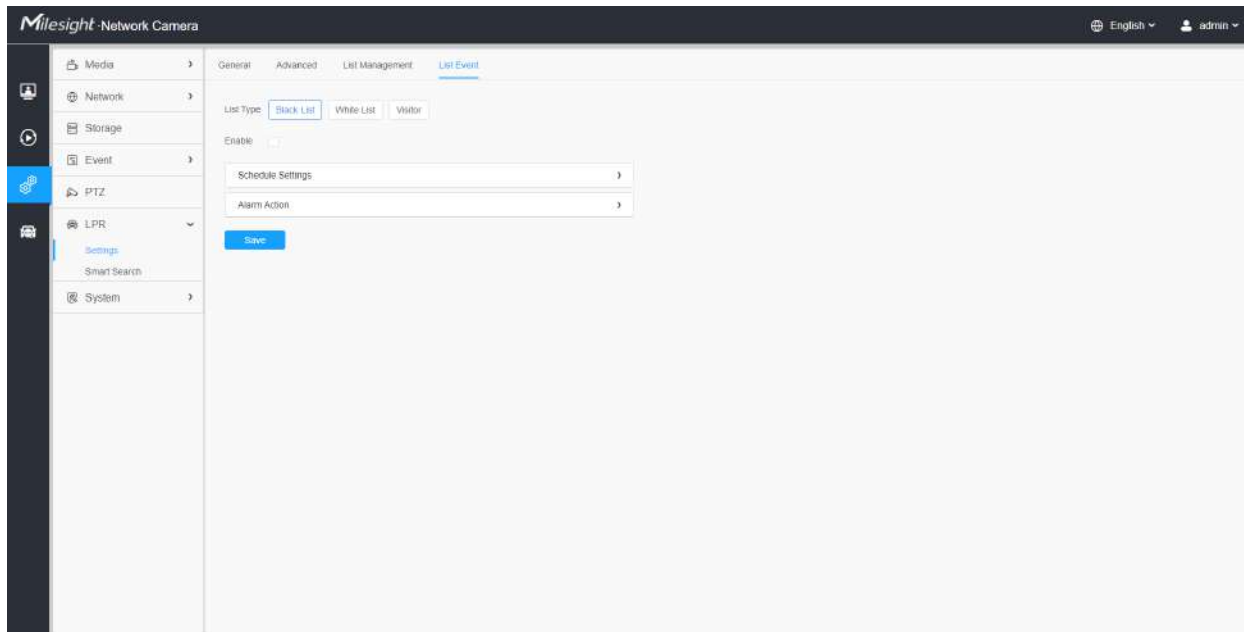 Milesight·Network Camera
English
admin
Media
Network
Storage
Event
PTZ
LPR
Settings
Smart Search
System
General Advanced List Management List Event
List Type Black List White List Visitor
Enable
Schedule Settings
Alarm Action
Save